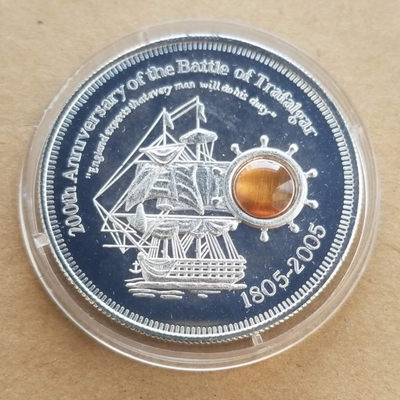 200th Anniversary of the Battle of Trafalgar
"England expects that every man will do his duty"
1805-2005